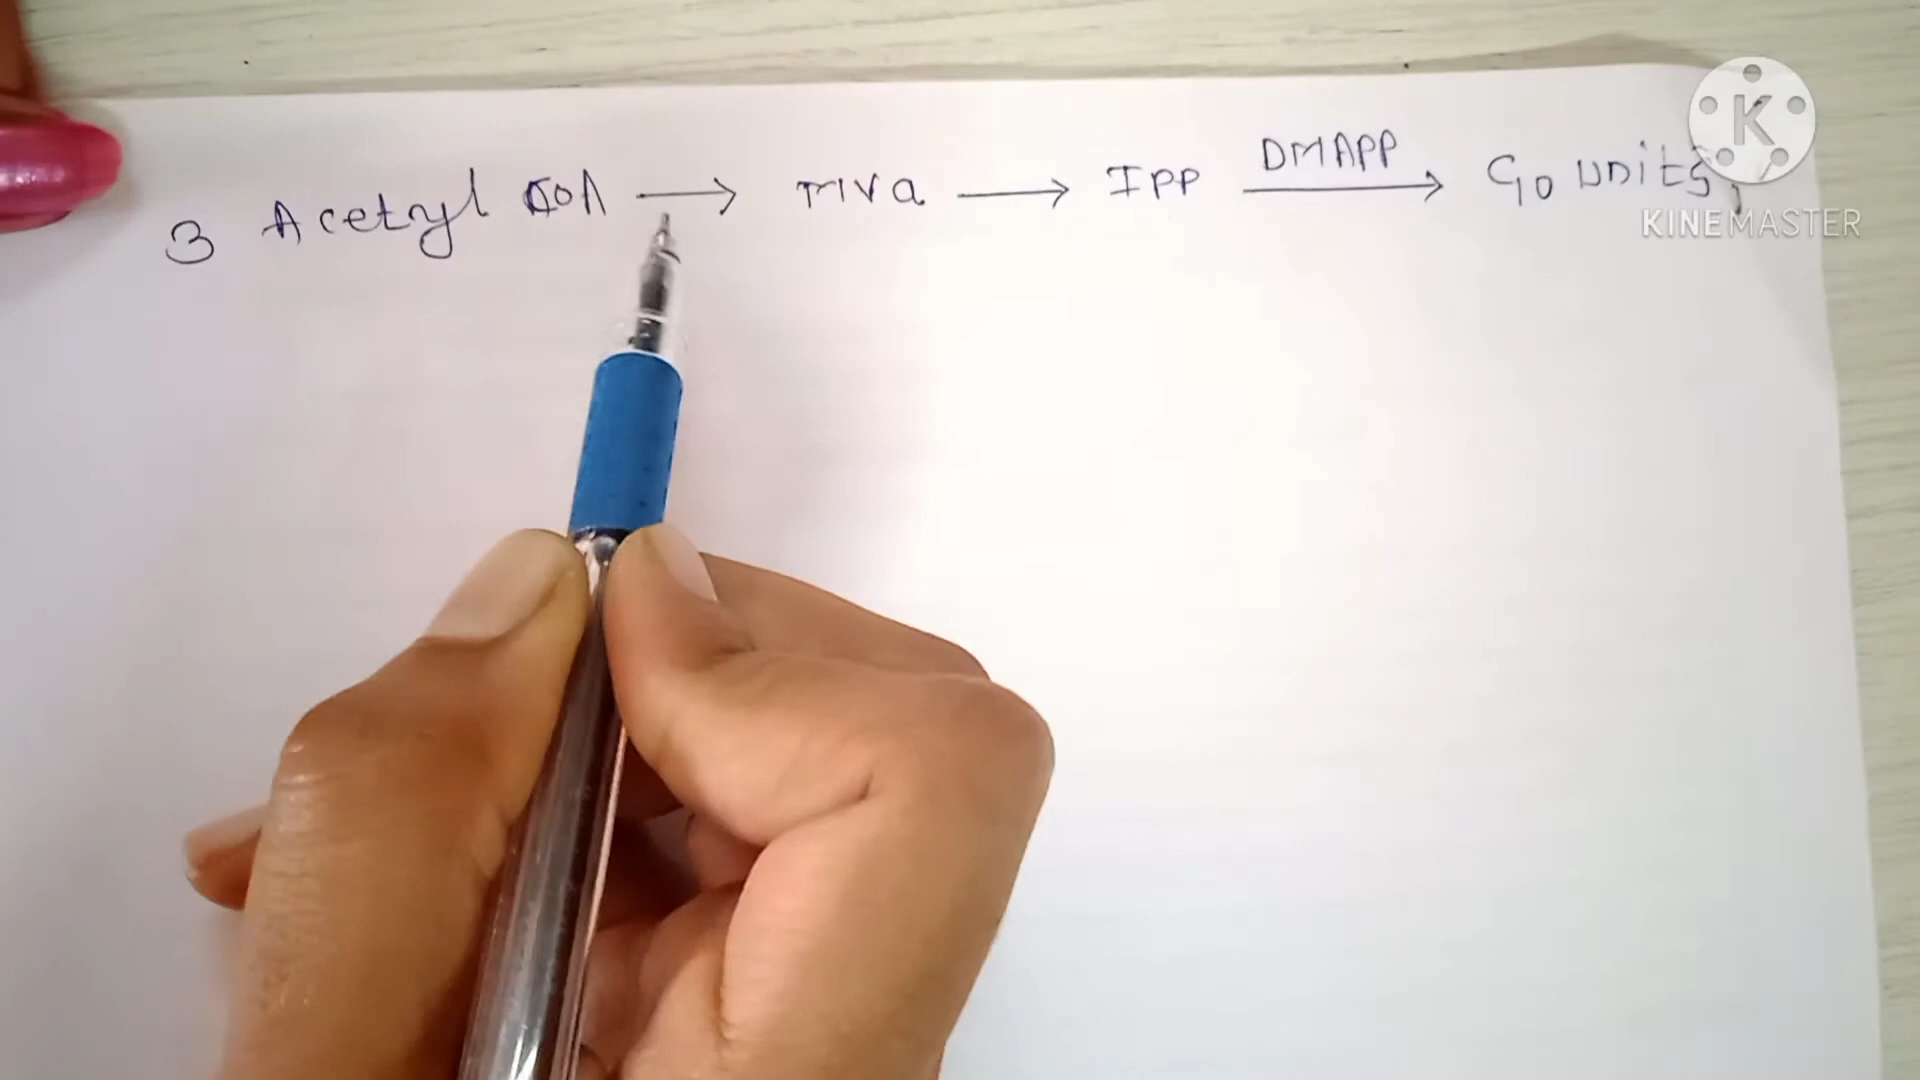 3 Acetyl CoA → MVa → IPP DMAPP → C10 units,
K
KINEMASTER